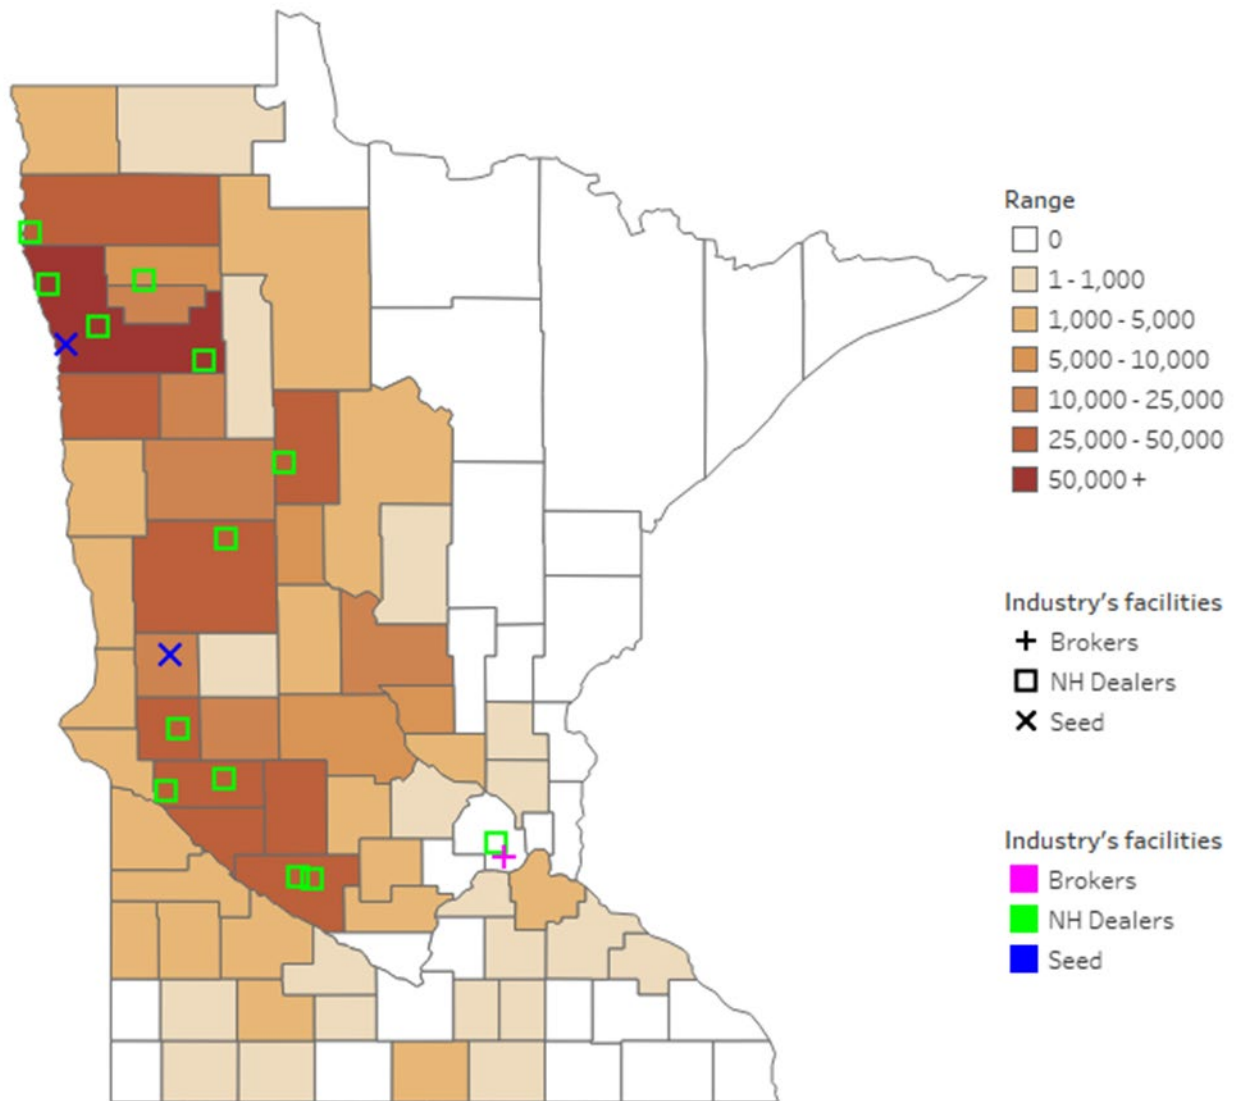 Range
0
1 - 1,000
1,000 - 5,000
5,000 - 10,000
10,000 - 25,000
25,000 - 50,000
50,000 +
Industry's facilities
Brokers
NH Dealers
Seed
Industry's facilities
Brokers
NH Dealers
Seed